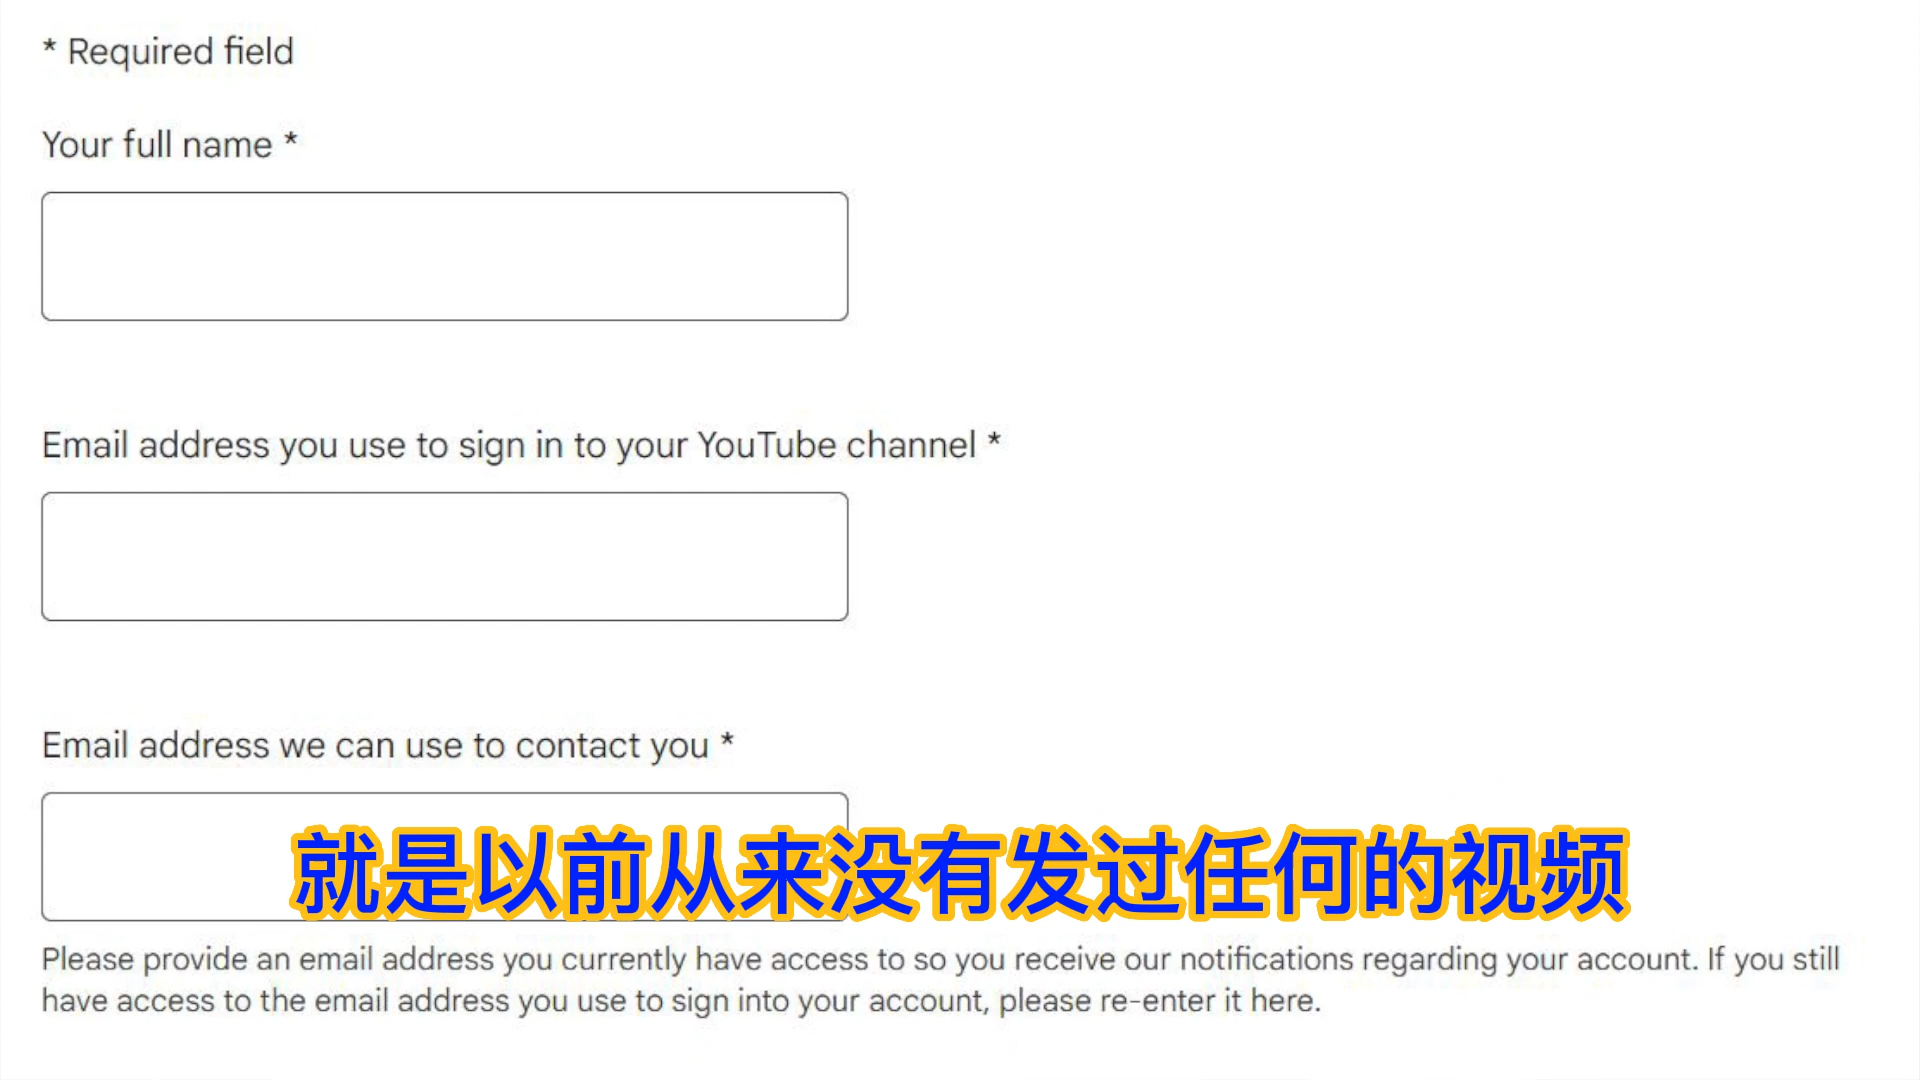 * Required field
Your full name *
Email address you use to sign in to your YouTube channel *
Email address we can use to contact you *
就是以前从来没有发过任何的视频
Please provide an email address you currently have access to so you receive our notifications regarding your account. If you still
have access to the email address you use to sign into your account, please re-enter it here.